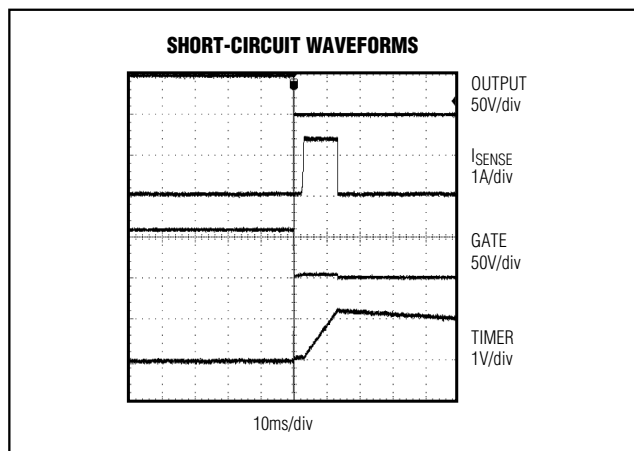 SHORT-CIRCUIT WAVEFORMS
OUTPUT
50V/div
ISENSE
1A/div
GATE
50V/div
TIMER
1V/div
10ms/div